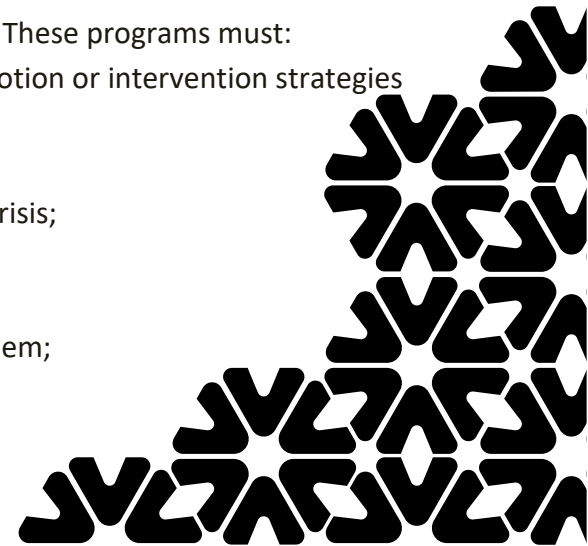 These programs must:
otion or intervention strategies
risis;
em;